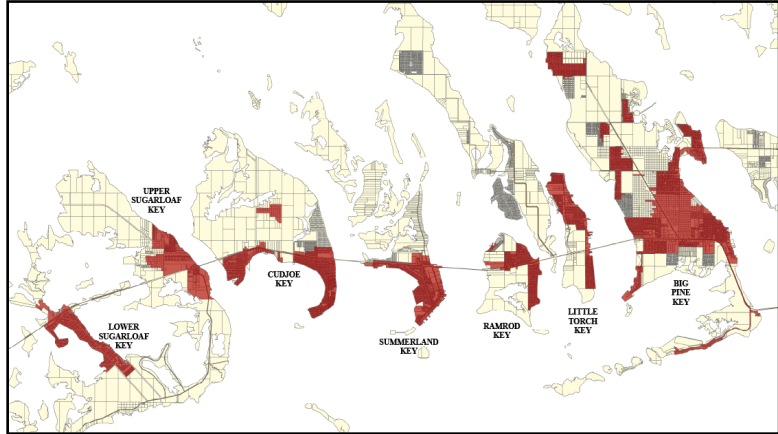 UPPER
SUGARLOAF
KEY
LOWER
SUGARLOAF
KEY
CUDJOE
KEY
SUMMERLAND
KEY
RAMROD
KEY
LITTLE
TORCH
KEY
BIG
PINE
KEY